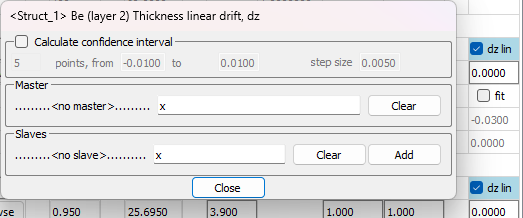 <Struct_1> Be (layer 2) Thickness linear drift, dz
Calculate confidence interval
5 points, from -0.0100 to 0.0100 step size 0.0050
Master
.........<no master>......... x Clear
Slaves
.........<no slave>.......... x Clear Add
Close
dz lin
0.0000
fit
-0.0300
0.0000
dz lin
wse 0.950 25.6950 3.900 1.000 1.000 0.0000